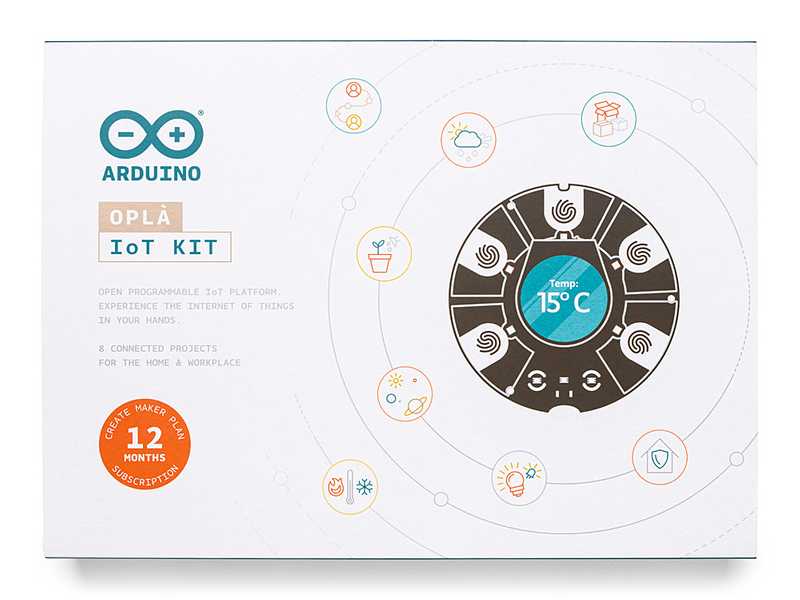 ARDUINO
OPLÀ
IoT KIT
OPEN PROGRAMMABLE IoT PLATFORM.
EXPERIENCE THE INTERNET OF THINGS
IN YOUR HANDS.
8 CONNECTED PROJECTS
FOR THE HOME & WORKPLACE
CREATE MAKER PLAN
12
MONTHS
SUBSCRIPTION
Temp:
15° C